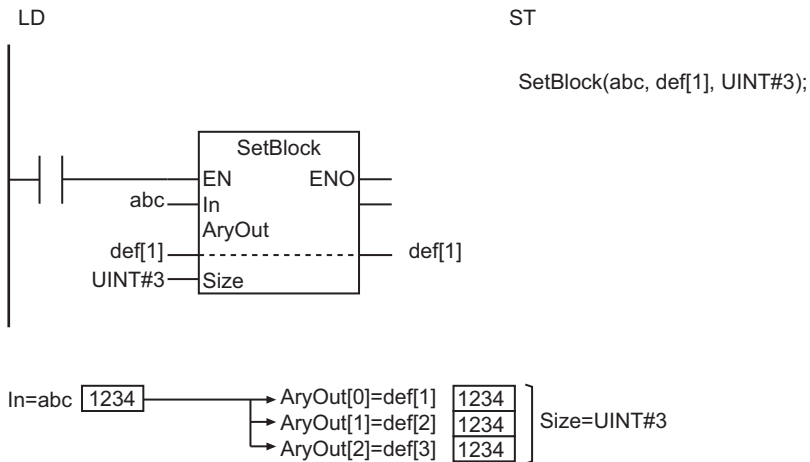 LD
ST
SetBlock(abc, def[1], UINT#3);
SetBlock
EN ENO
abc In
AryOut
def[1] def[1]
UINT#3 Size
In=abc 1234 AryOut[0]=def[1] 1234
AryOut[1]=def[2] 1234 Size=UINT#3
AryOut[2]=def[3] 1234